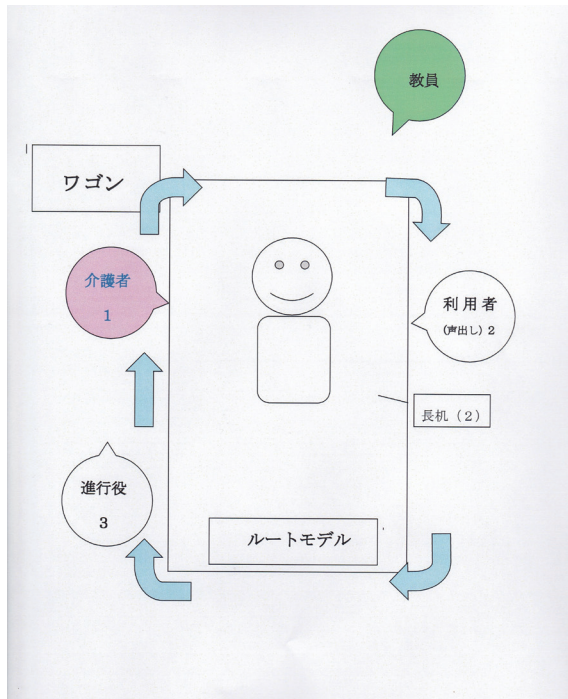 教員
ワゴン
介護者
1
利用者
(声出し) 2
長机（2）
進行役
3
ルートモデル